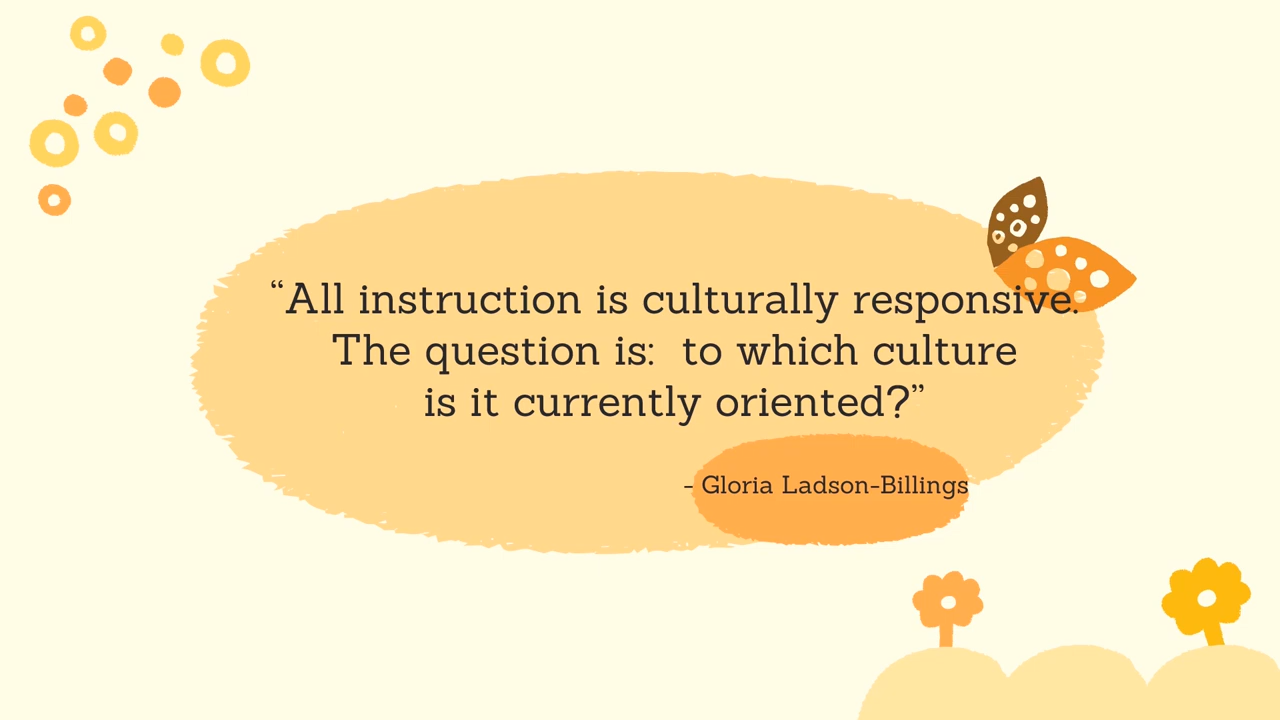 “All instruction is culturally responsive.
The question is:  to which culture
is it currently oriented?”
- Gloria Ladson-Billings